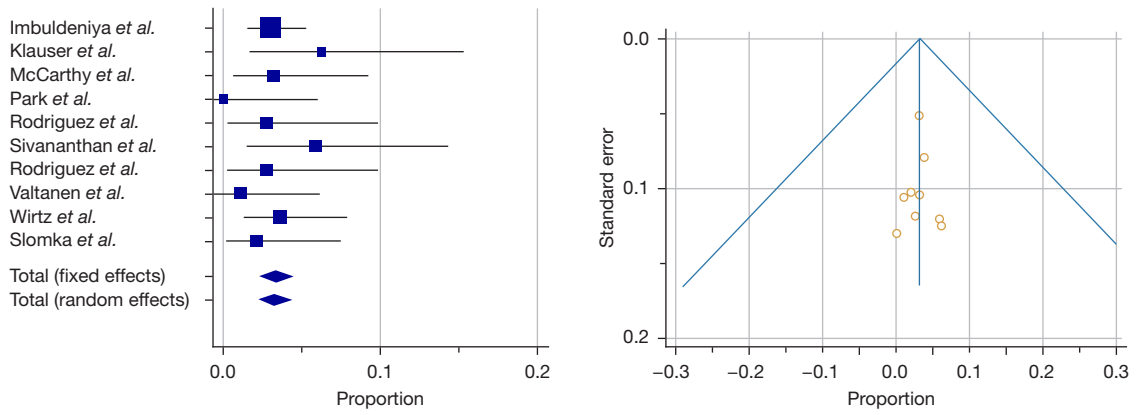 Imbuldeniya et al.
Klauser et al.
McCarthy et al.
Park et al.
Rodriguez et al.
Sivananthan et al.
Rodriguez et al.
Valtanen et al.
Wirtz et al.
Slomka et al.
Total (fixed effects)
Total (random effects)
0.0 0.1 0.2
Proportion
Standard error
0.0
0.1
0.2
−0.3 −0.2 −0.1 0.0 0.1 0.2 0.3
Proportion